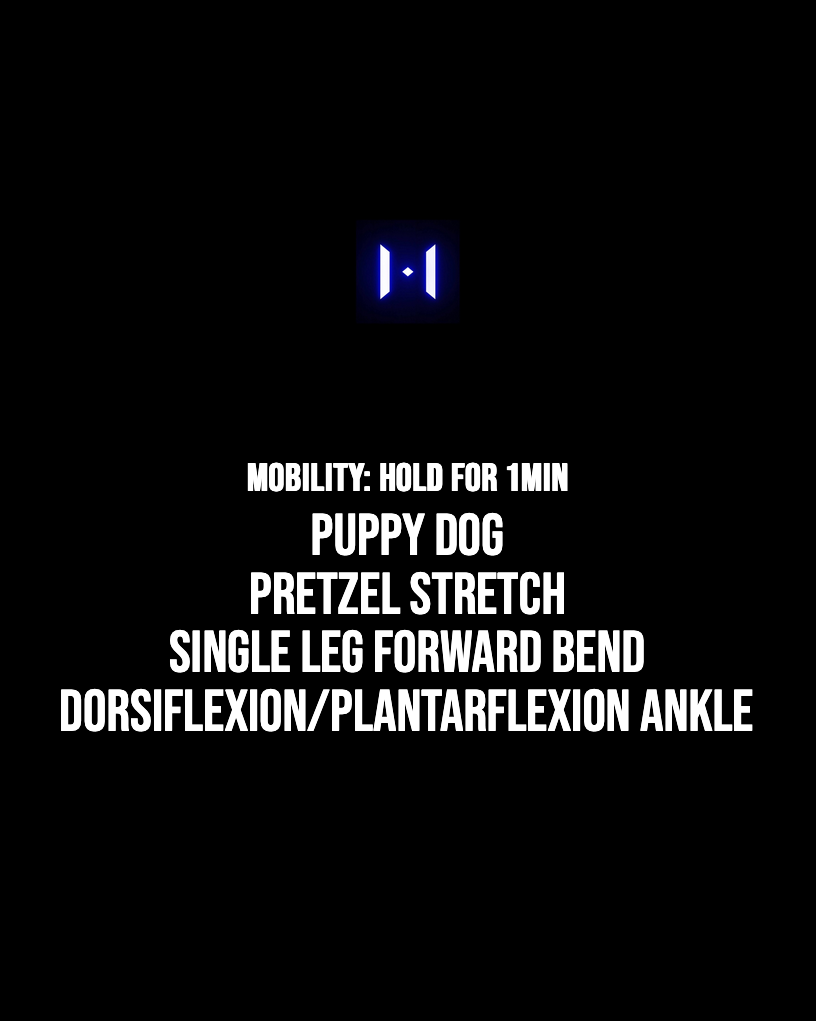 MOBILITY: HOLD FOR 1MIN
PUPPY DOG
PRETZEL STRETCH
SINGLE LEG FORWARD BEND
DORSIFLEXION/PLANTARFLEXION ANKLE